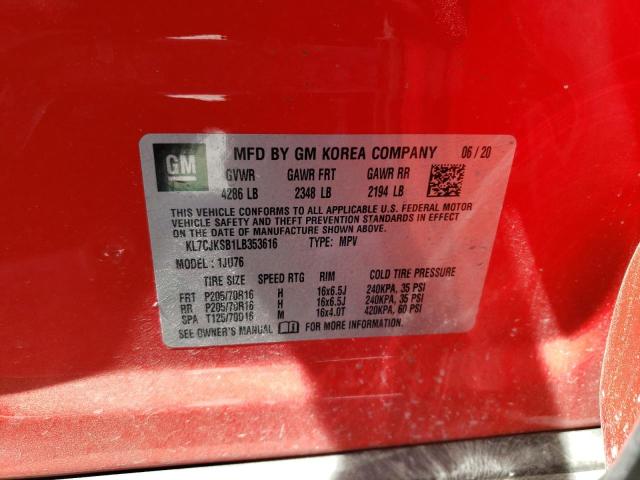 GM MFD BY GM KOREA COMPANY 06/20
GVWR GAWR FRT GAWR RR
4286 LB 2348 LB 2194 LB
THIS VEHICLE CONFORMS TO ALL APPLICABLE U.S. FEDERAL MOTOR
VEHICLE SAFETY AND THEFT PREVENTION STANDARDS IN EFFECT
ON THE DATE OF MANUFACTURE SHOWN ABOVE.
KL7CJKSB1LB353616 TYPE: MPV
MODEL: 1JU76
TIRE SIZE SPEED RTG RIM COLD TIRE PRESSURE
FRT P205/70R16 H 16x6.5J 240KPA, 35 PSI
RR P205/70R16 H 16x6.5J 240KPA, 35 PSI
SPA T125/70D16 M 16x4.0T 420KPA, 60 PSI
SEE OWNER'S MANUAL FOR MORE INFORMATION.